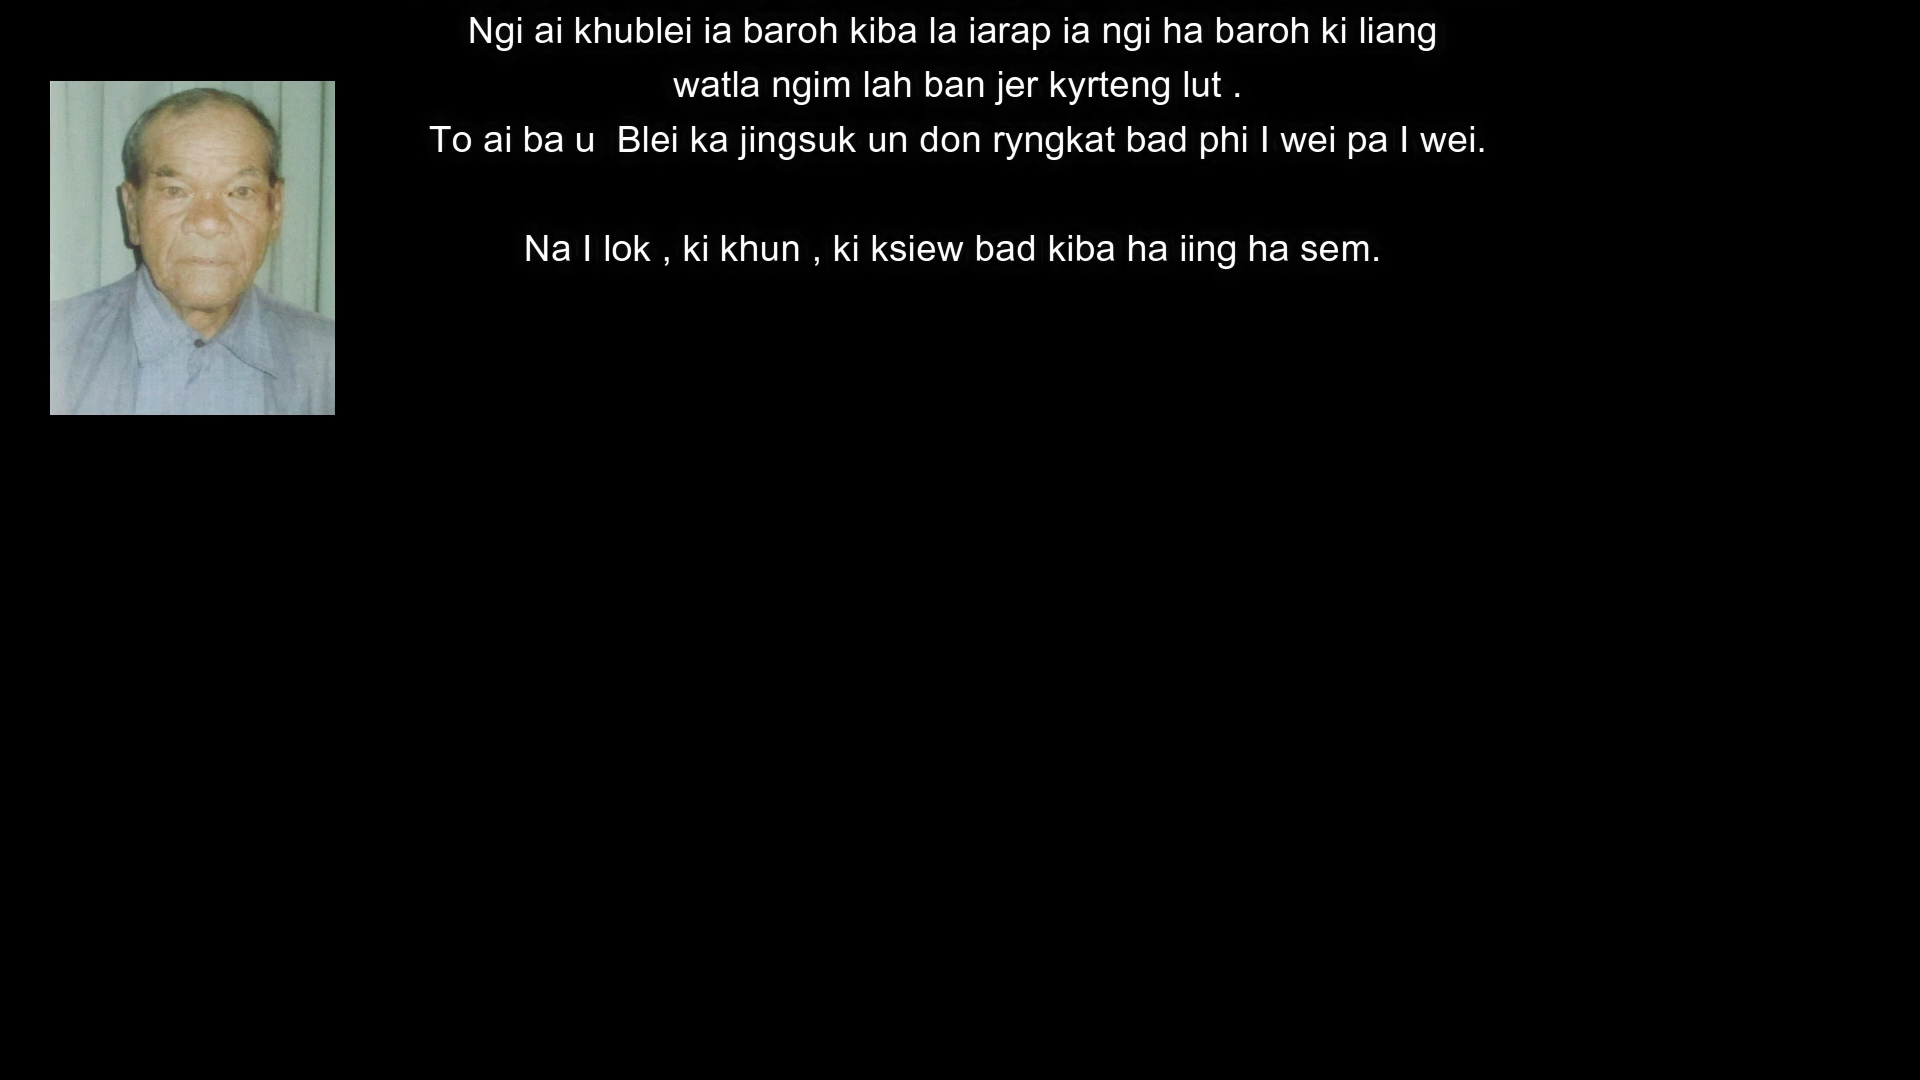 Ngi ai khublei ia baroh kiba la iarap ia ngi ha baroh ki liang
watla ngim lah ban jer kyrteng lut .
To ai ba u  Blei ka jingsuk un don ryngkat bad phi I wei pa I wei.
Na I lok , ki khun , ki ksiew bad kiba ha iing ha sem.